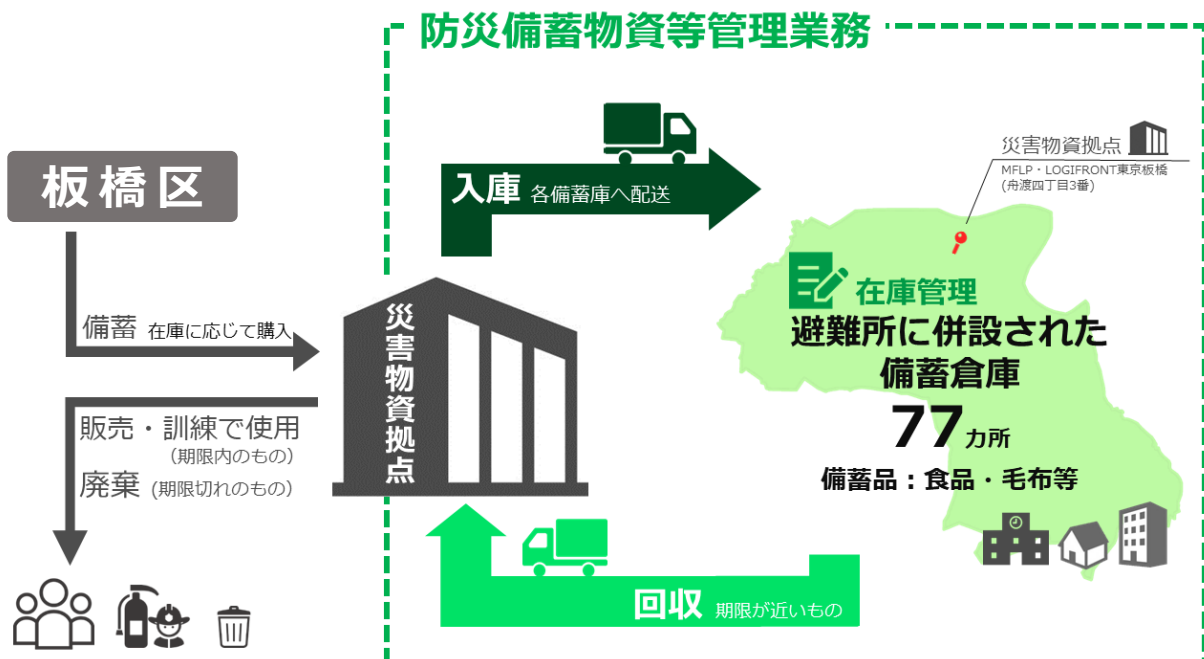 防災備蓄物資等管理業務
板橋区
備蓄 在庫に応じて購入
販売・訓練で使用
(期限内のもの)
廃棄 (期限切れのもの)
災害物資拠点
入庫 各備蓄庫へ配送
災害物資拠点
MFLP・LOGIFRONT東京板橋
(舟渡四丁目3番)
在庫管理
避難所に併設された
備蓄倉庫
77カ所
備蓄品：食品・毛布等
回収 期限が近いもの